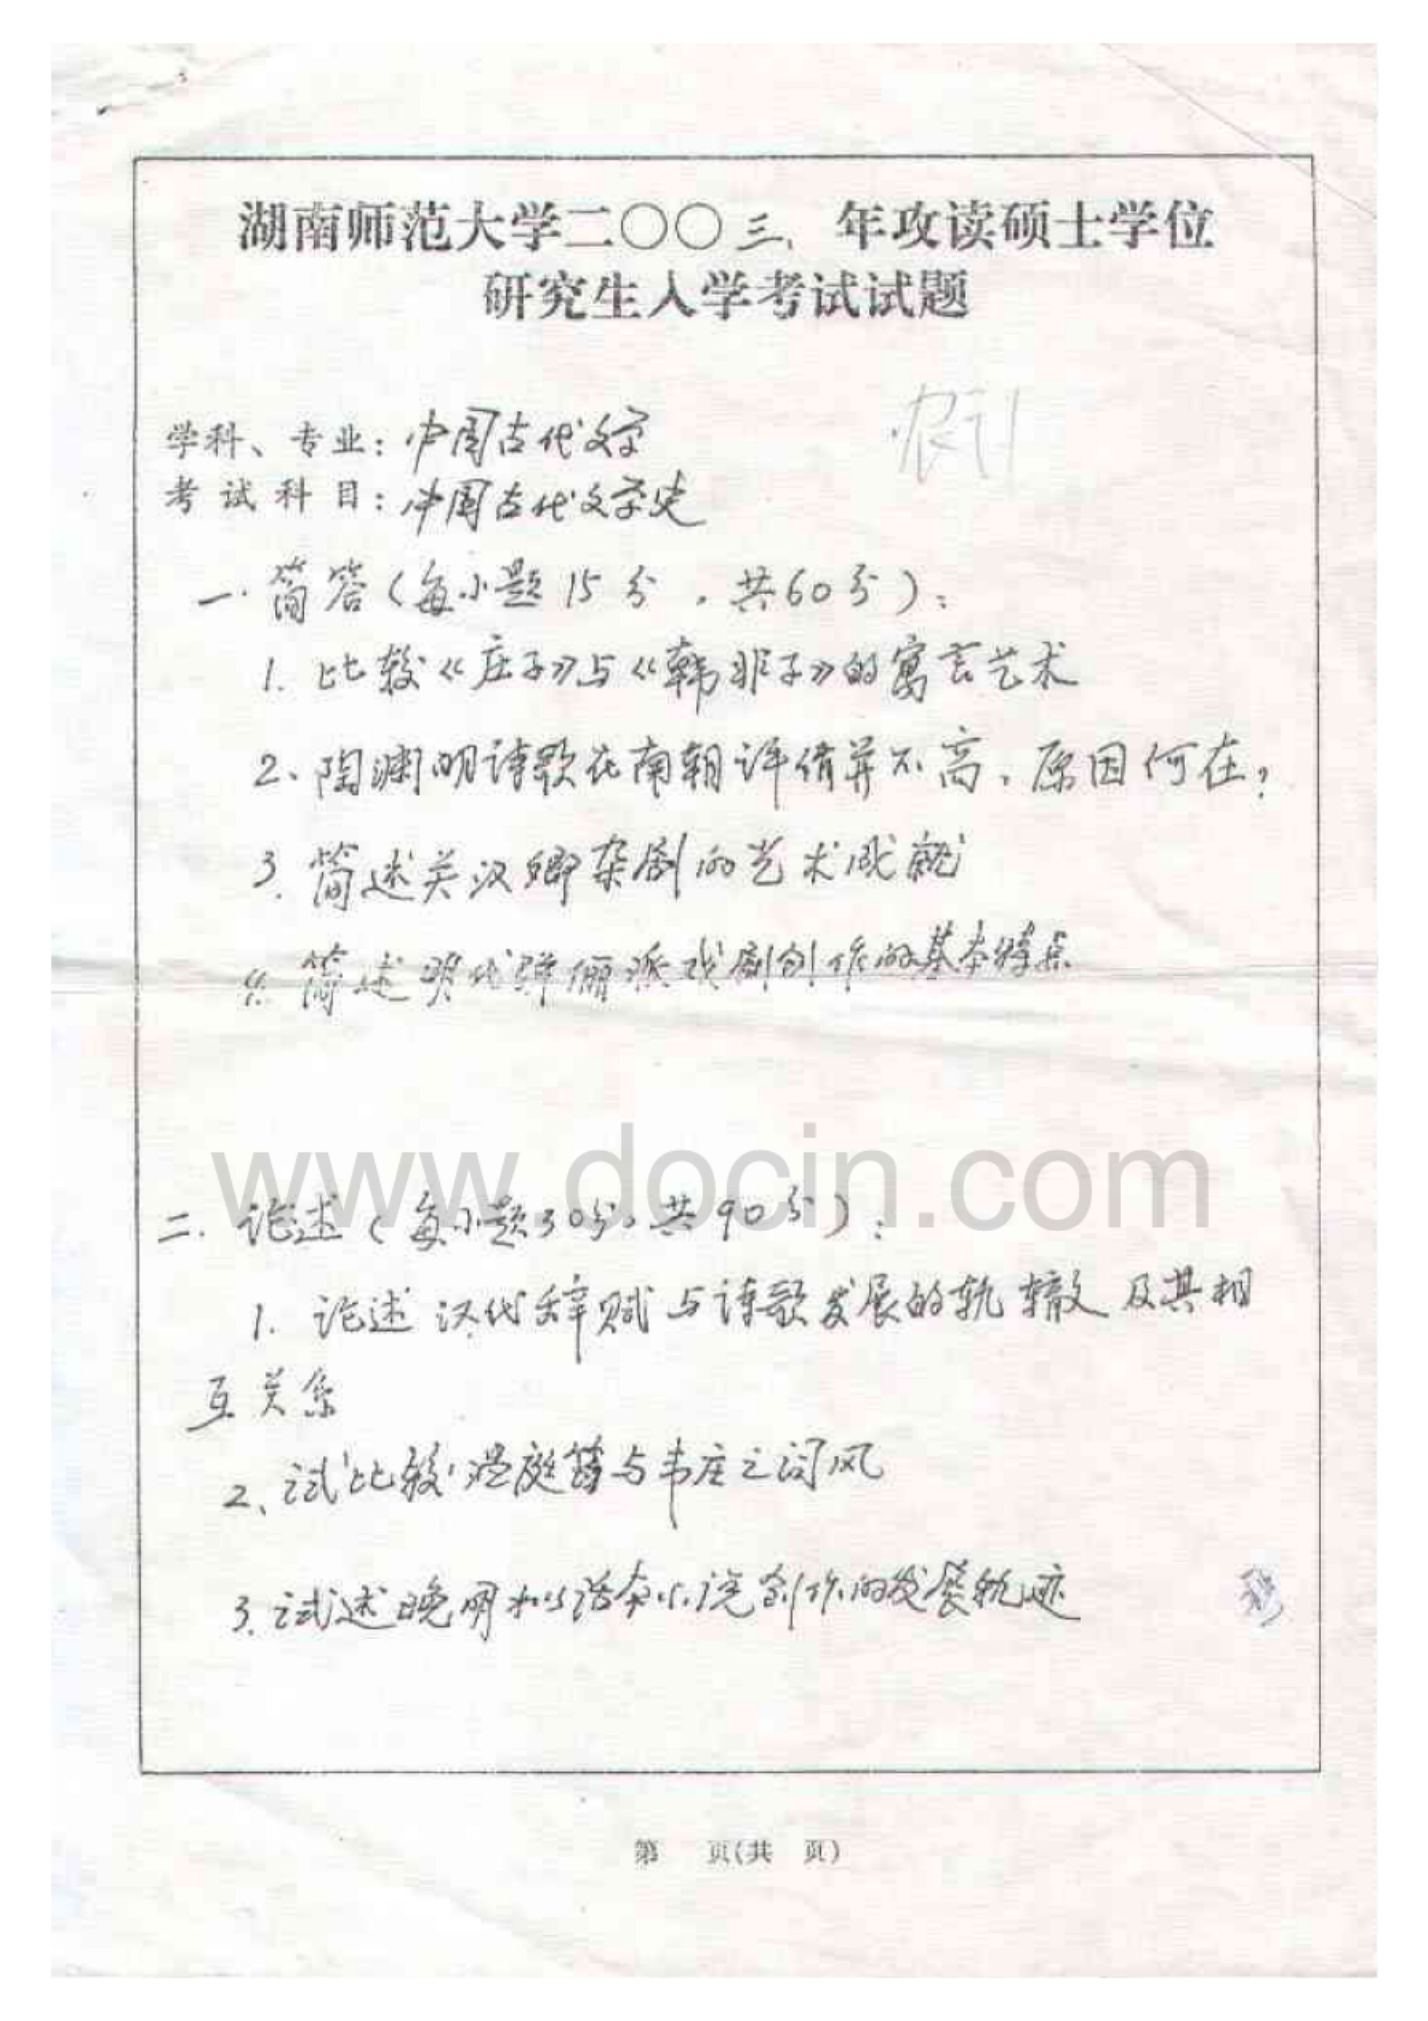 湖南师范大学二〇〇三年攻读硕士学位
研究生入学考试试题
学科、专业：中国古代文学
考试科目：中国古代文学史
一.简答(每小题15分，共60分)：
1.比较《庄子》与《韩非子》的寓言艺术
2、陶渊明诗歌在南朝评价并不高，原因何在？
3.简述关汉卿杂剧的艺术成就
4.简述明代骈俪派戏剧创作的基本特点
www.docin.com
二.论述(每小题30分，共90分)：
1.论述汉代辞赋与诗歌发展的轨辙及其相
互关系
2、试比较温庭筠与韦庄之词风
3.试述晚明拟话本小说创作的发展轨迹
第 页(共 页)